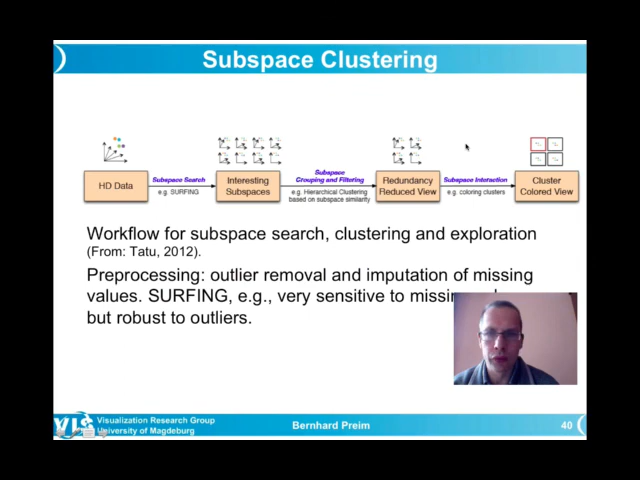 Subspace Clustering
HD Data
Subspace Search
e.g. SURFING
Interesting
Subspaces
Subspace
Grouping and Filtering
e.g. Hierarchical Clustering
based on subspace similarity
Redundancy
Reduced View
Subspace Interaction
e.g. coloring clusters
Cluster
Colored View
Workflow for subspace search, clustering and exploration
(From: Tatu, 2012).
Preprocessing: outlier removal and imputation of missing
values. SURFING, e.g., very sensitive to
but robust to outliers.
VIS
Visualization Research Group
University of Magdeburg
Bernhard Preim
40